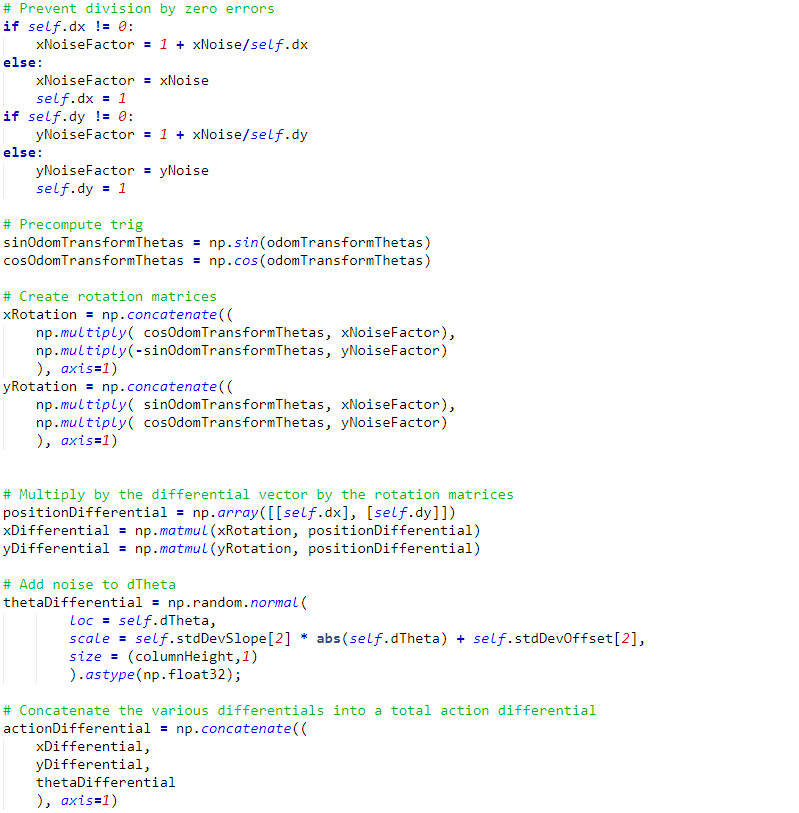 # Prevent division by zero errors
if self.dx != 0:
    xNoiseFactor = 1 + xNoise/self.dx
else:
    xNoiseFactor = xNoise
    self.dx = 1
if self.dy != 0:
    yNoiseFactor = 1 + xNoise/self.dy
else:
    yNoiseFactor = yNoise
    self.dy = 1

# Precompute trig
sinOdomTransformThetas = np.sin(odomTransformThetas)
cosOdomTransformThetas = np.cos(odomTransformThetas)

# Create rotation matrices
xRotation = np.concatenate((
    np.multiply( cosOdomTransformThetas, xNoiseFactor),
    np.multiply(-sinOdomTransformThetas, yNoiseFactor)
    ), axis=1)
yRotation = np.concatenate((
    np.multiply( sinOdomTransformThetas, xNoiseFactor),
    np.multiply( cosOdomTransformThetas, yNoiseFactor)
    ), axis=1)


# Multiply by the differential vector by the rotation matrices
positionDifferential = np.array([[self.dx], [self.dy]])
xDifferential = np.matmul(xRotation, positionDifferential)
yDifferential = np.matmul(yRotation, positionDifferential)

# Add noise to dTheta
thetaDifferential = np.random.normal(
        loc = self.dTheta,
        scale = self.stdDevSlope[2] * abs(self.dTheta) + self.stdDevOffset[2],
        size = (columnHeight,1)
        ).astype(np.float32);

# Concatenate the various differentials into a total action differential
actionDifferential = np.concatenate((
    xDifferential,
    yDifferential,
    thetaDifferential
    ), axis=1)